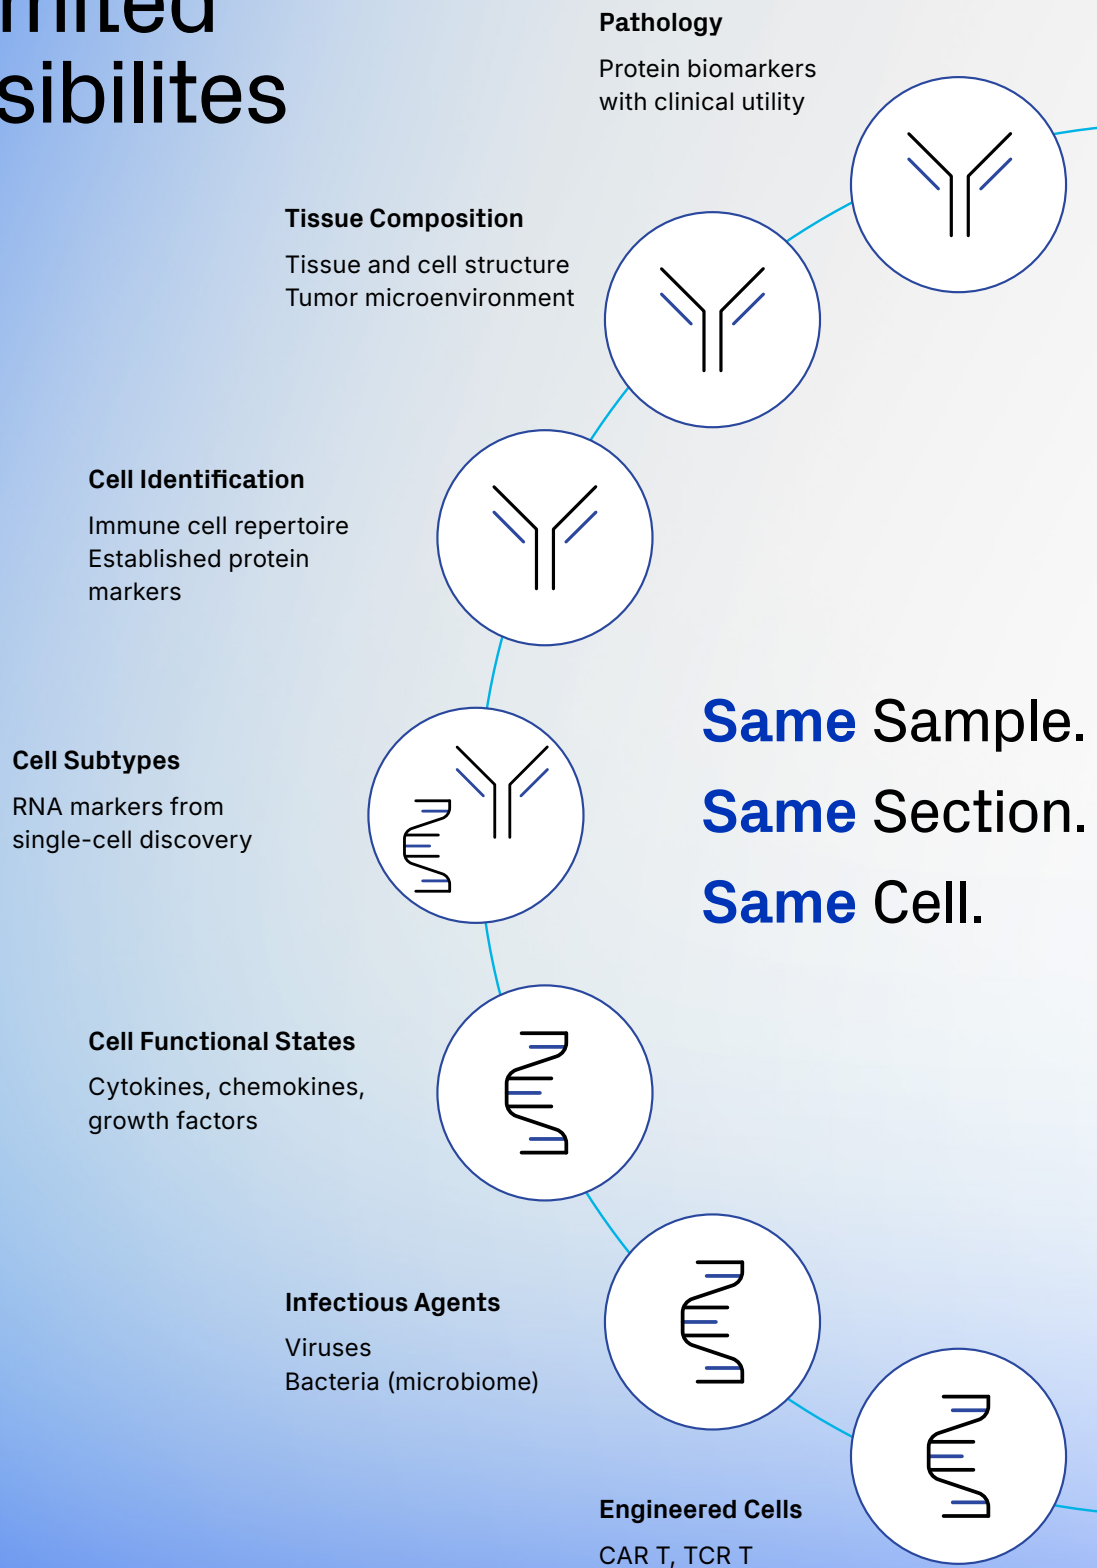 mited
sibilites
Pathology
Protein biomarkers
with clinical utility
Tissue Composition
Tissue and cell structure
Tumor microenvironment
Cell Identification
Immune cell repertoire
Established protein
markers
Same Sample.
Same Section.
Same Cell.
Cell Subtypes
RNA markers from
single-cell discovery
Cell Functional States
Cytokines, chemokines,
growth factors
Infectious Agents
Viruses
Bacteria (microbiome)
Engineered Cells
CAR T, TCR T